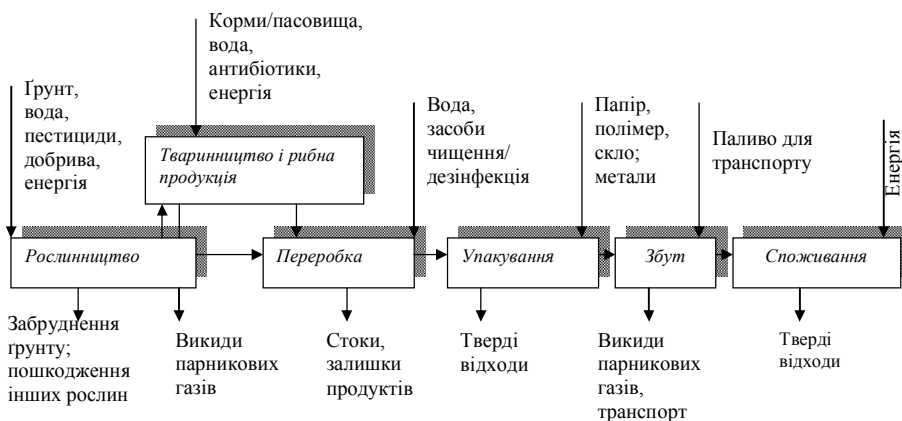 Корми/пасовища,
вода,
антибіотики,
енергія
Ґрунт,
вода,
пестициди,
добрива,
енергія
Вода,
засоби
чищення/
дезінфекція
Папір,
полімер,
скло;
метали
Паливо для
транспорту
Енергія
Тваринництво і рибна
продукція
Рослинництво
Переробка
Упакування
Збут
Споживання
Забруднення
ґрунту;
пошкодження
інших рослин
Викиди
парникових
газів
Стоки,
залишки
продуктів
Тверді
відходи
Викиди
парникових
газів,
транспорт
Тверді
відходи